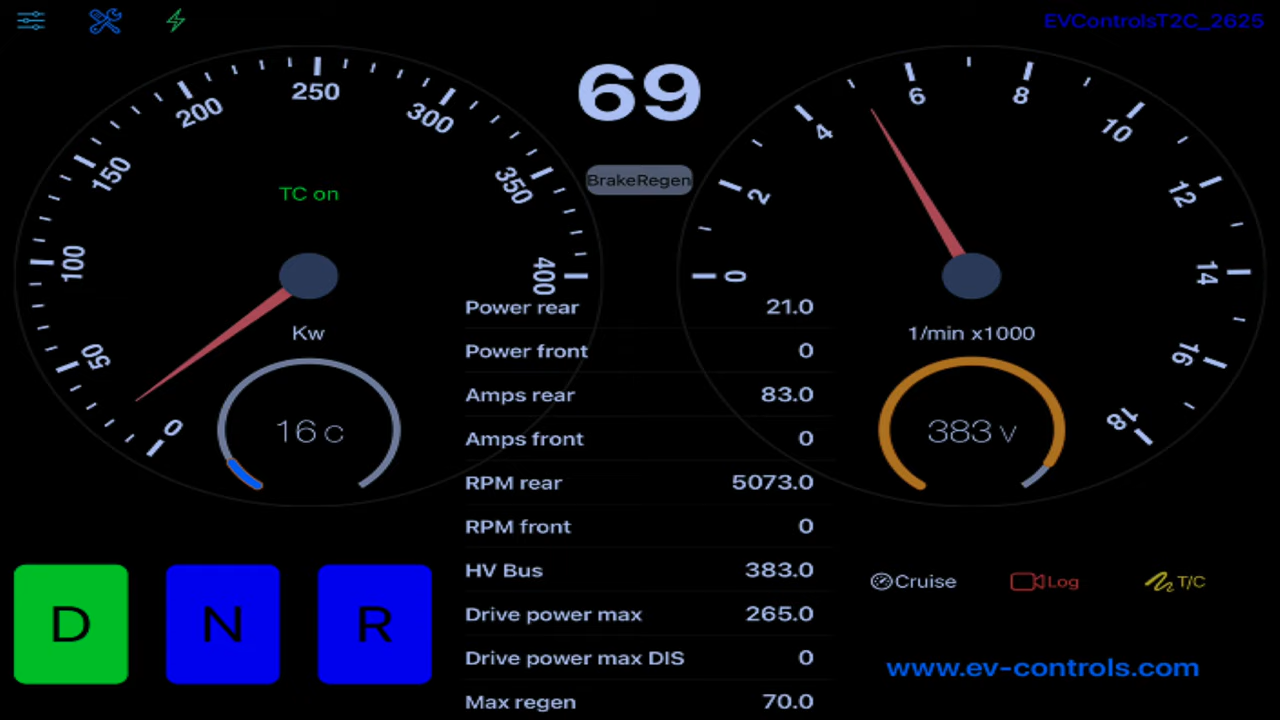 EVControlsT2C_2625
69
BrakeRegen
0
50
100
150
200
250
300
350
400
TC on
Kw
16 c
0
2
4
6
8
10
12
14
16
18
1/min x1000
383 v
Power rear 21.0
Power front 0
Amps rear 83.0
Amps front 0
RPM rear 5073.0
RPM front 0
HV Bus 383.0
Drive power max 265.0
Drive power max DIS 0
Max regen 70.0
D N R
Cruise Log T/C
www.ev-controls.com